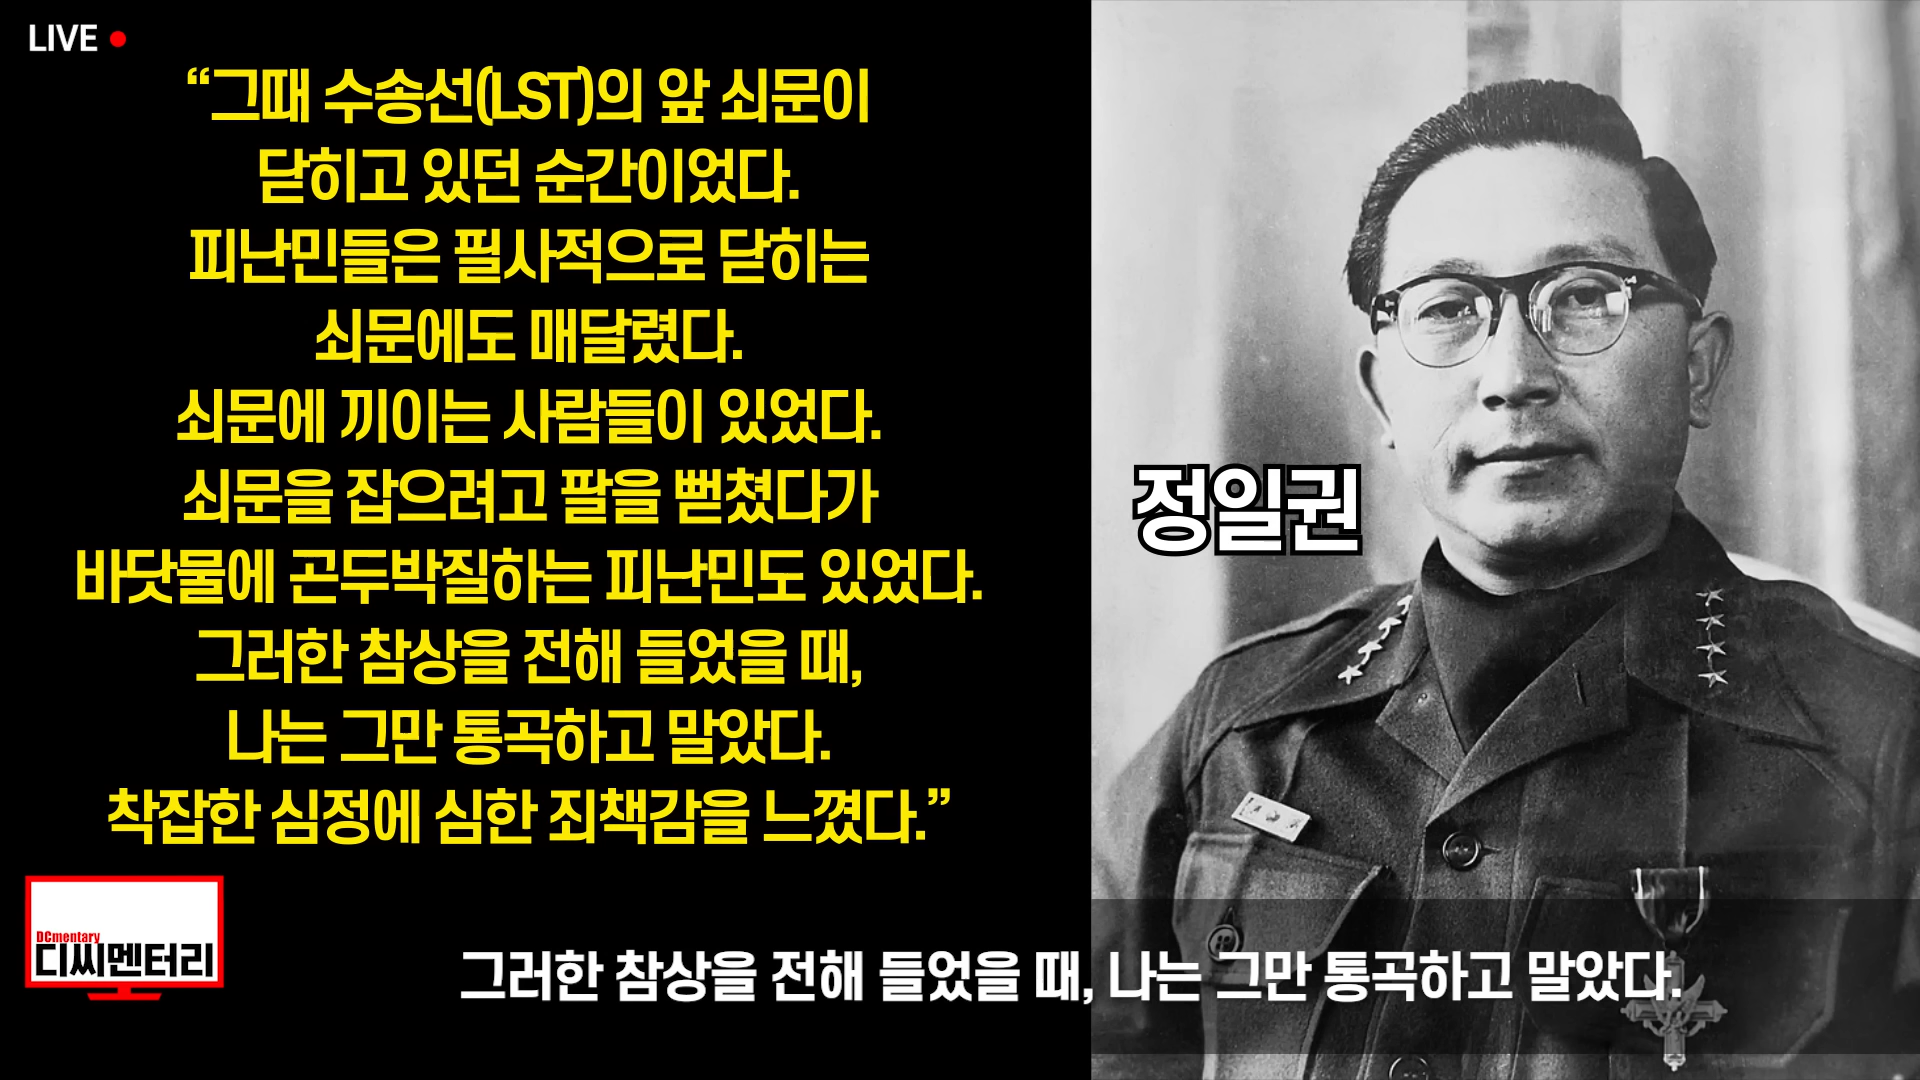 LIVE
“그때 수송선(LST)의 앞 쇠문이
닫히고 있던 순간이었다.
피난민들은 필사적으로 닫히는
쇠문에도 매달렸다.
쇠문에 끼이는 사람들이 있었다.
쇠문을 잡으려고 팔을 뻗쳤다가
바닷물에 곤두박질하는 피난민도 있었다.
그러한 참상을 전해 들었을 때,
나는 그만 통곡하고 말았다.
착잡한 심정에 심한 죄책감을 느꼈다.”
정일권
DCmentary
디씨멘터리
그러한 참상을 전해 들었을 때, 나는 그만 통곡하고 말았다.